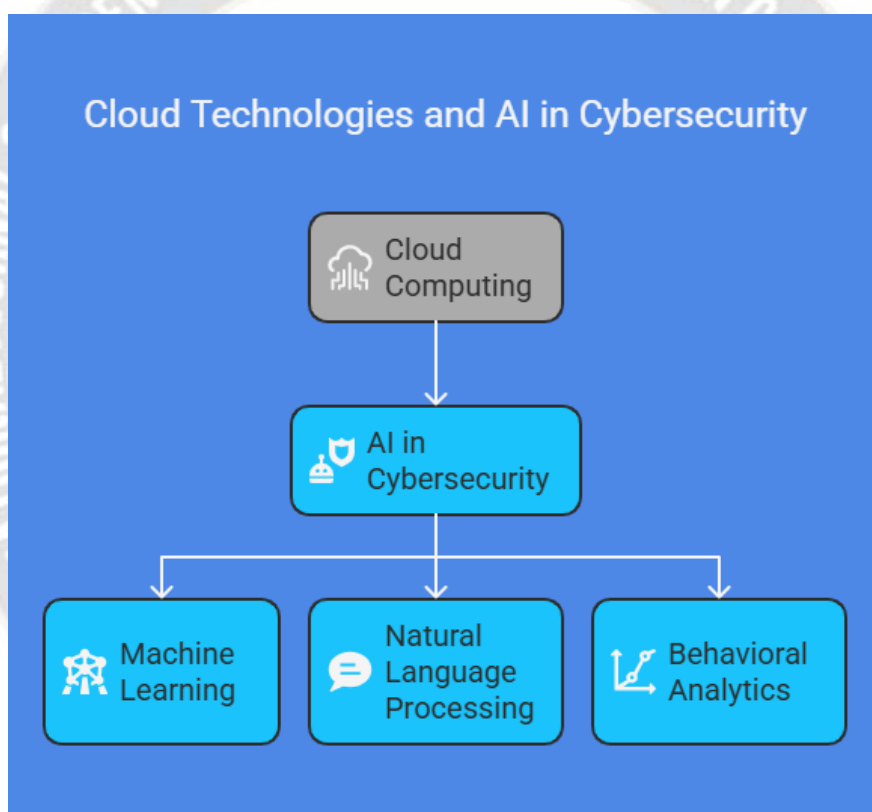 Cloud Technologies and AI in Cybersecurity
Cloud
Computing
AI in
Cybersecurity
Machine
Learning
Natural
Language
Processing
Behavioral
Analytics